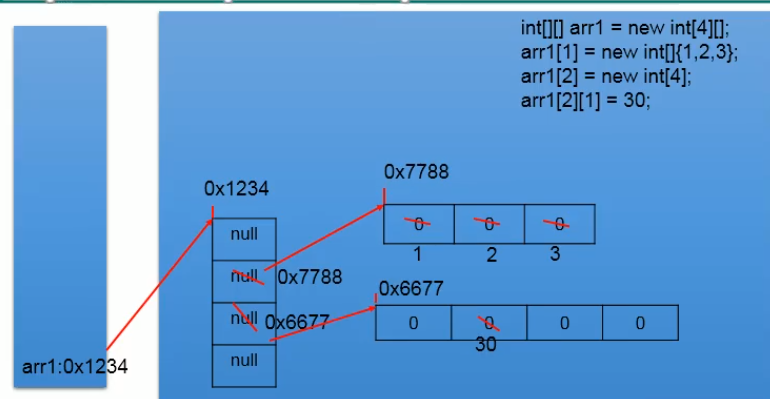 int[][] arr1 = new int[4][];
arr1[1] = new int[]{1,2,3};
arr1[2] = new int[4];
arr1[2][1] = 30;
0x7788
0x1234
0 0 0
null
1 2 3
null 0x7788
0x6677
null 0x6677
0 0 0 0
30
null
arr1:0x1234